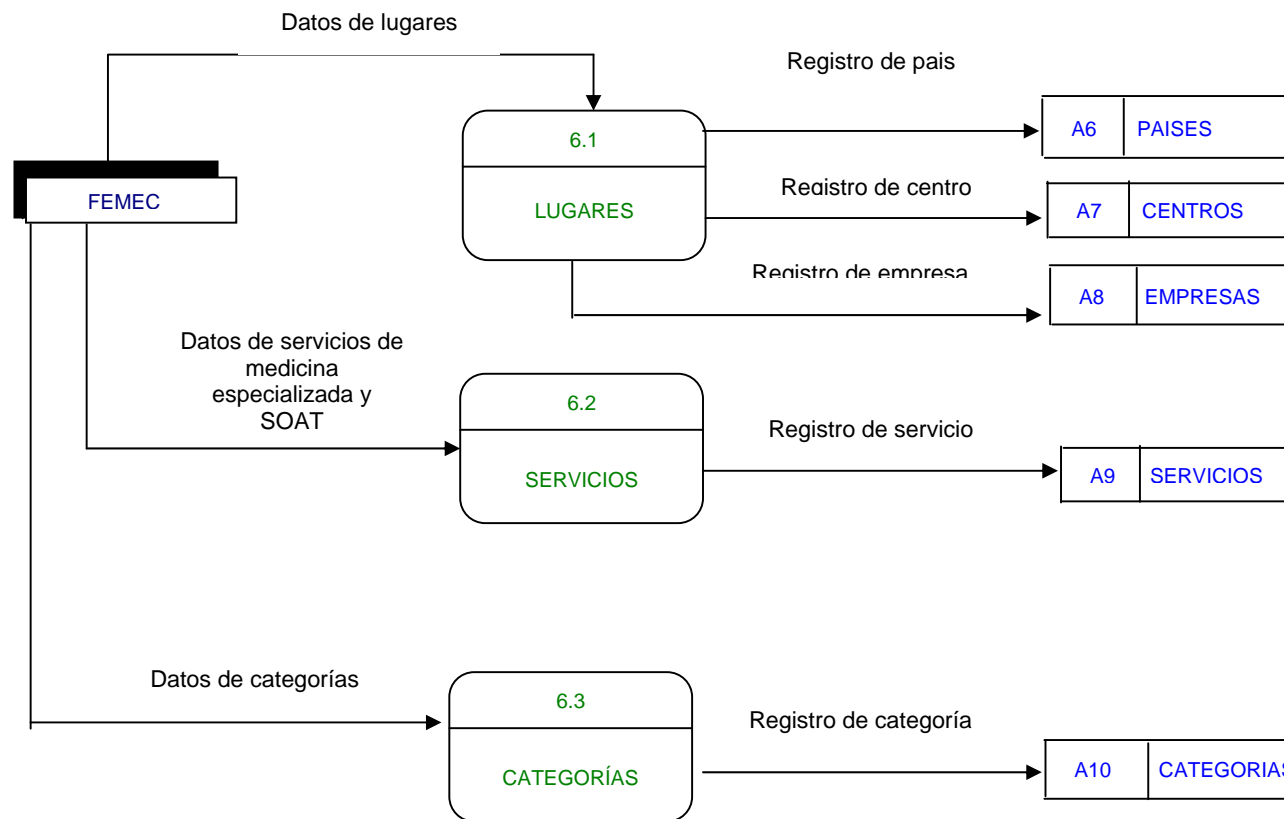 Datos de lugares
Registro de pais
6.1
A6 PAISES
FEMEC
LUGARES
Registro de centro
A7 CENTROS
Registro de empresa
A8 EMPRESAS
Datos de servicios de
medicina
especializada y
SOAT
6.2
Registro de servicio
SERVICIOS
A9 SERVICIOS
Datos de categorías
6.3
Registro de categoría
CATEGORÍAS
A10 CATEGORIAS